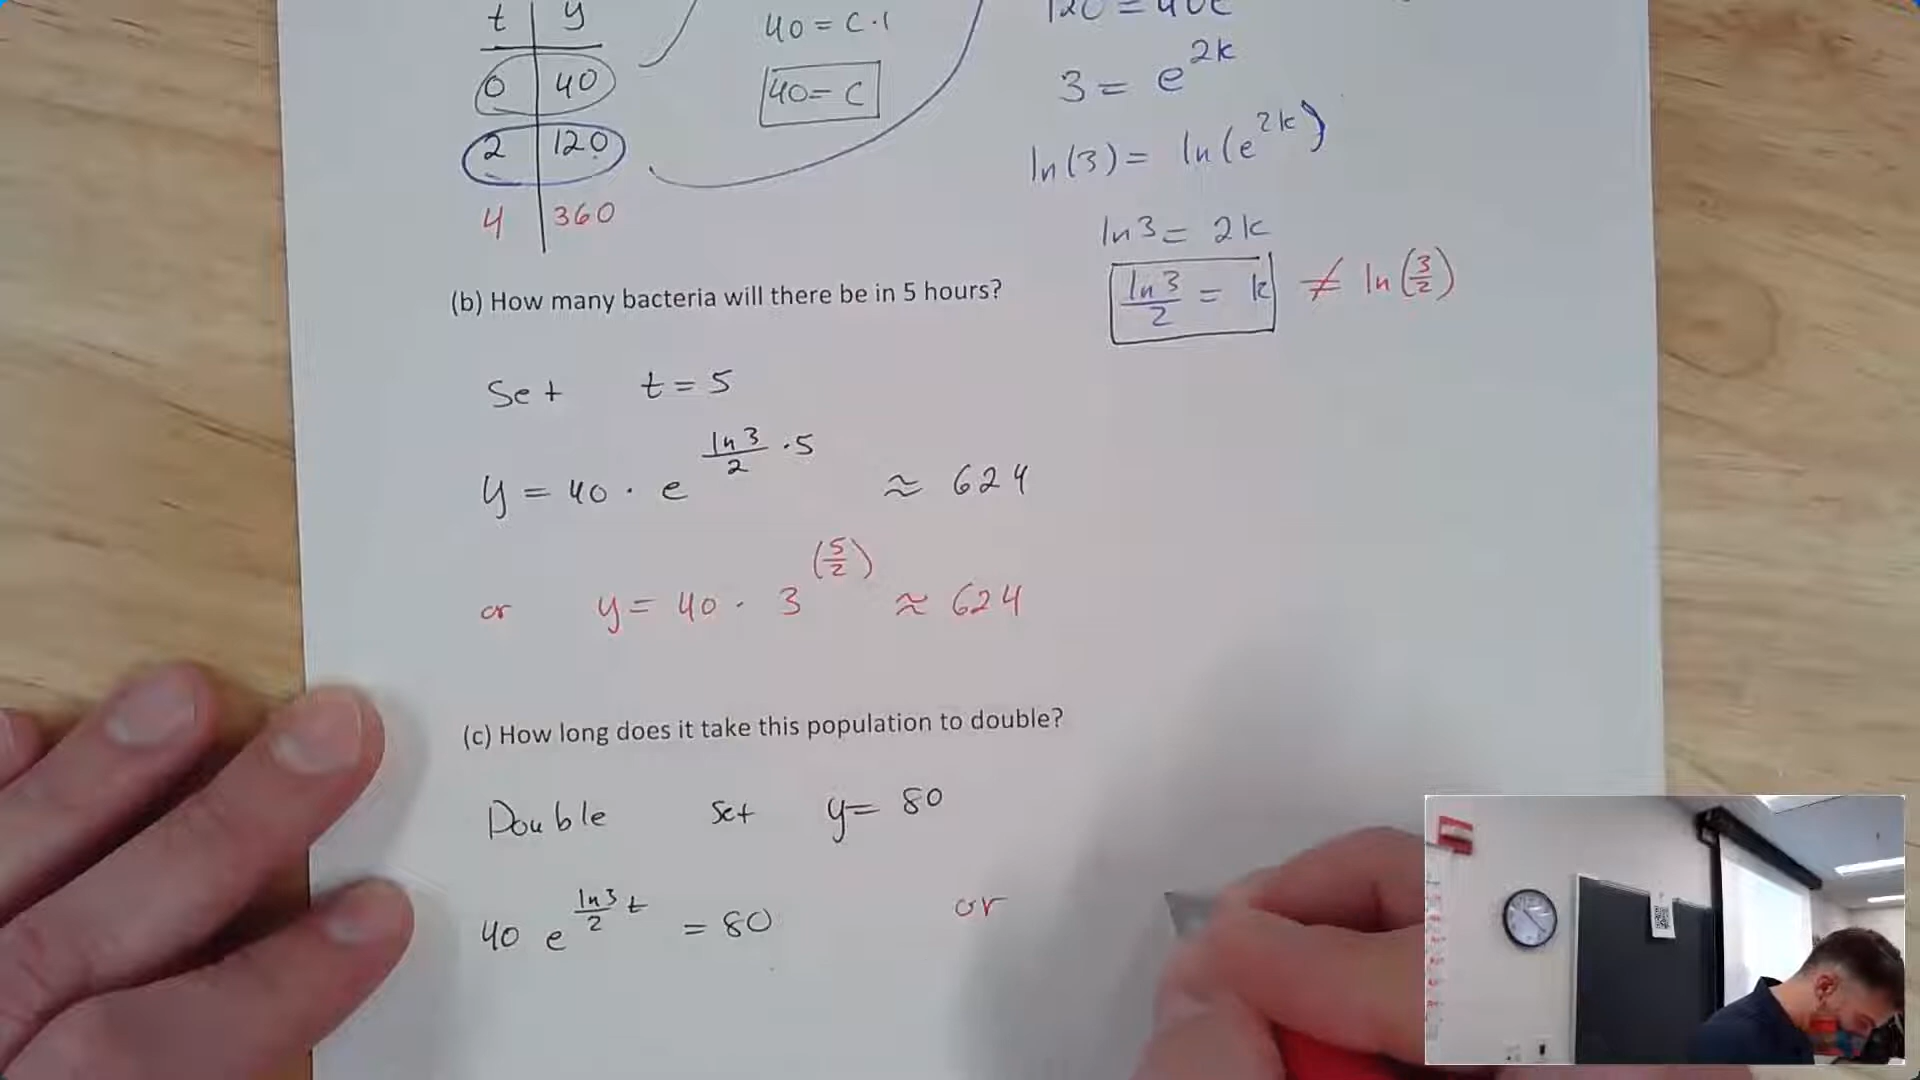 t | y
0 | 40
2 | 120
4 | 360
40 = c·1
40 = c
120 = 40e
3 = e^2k
ln(3) = ln(e^2k)
ln3 = 2k
ln3/2 = k ≠ ln(3/2)
(b) How many bacteria will there be in 5 hours?
Set t = 5
y = 40 · e^(ln3/2 · 5) ≈ 624
or y = 40 · 3^(5/2) ≈ 624
(c) How long does it take this population to double?
Double Set y = 80
40 e^(ln3/2 t) = 80 or